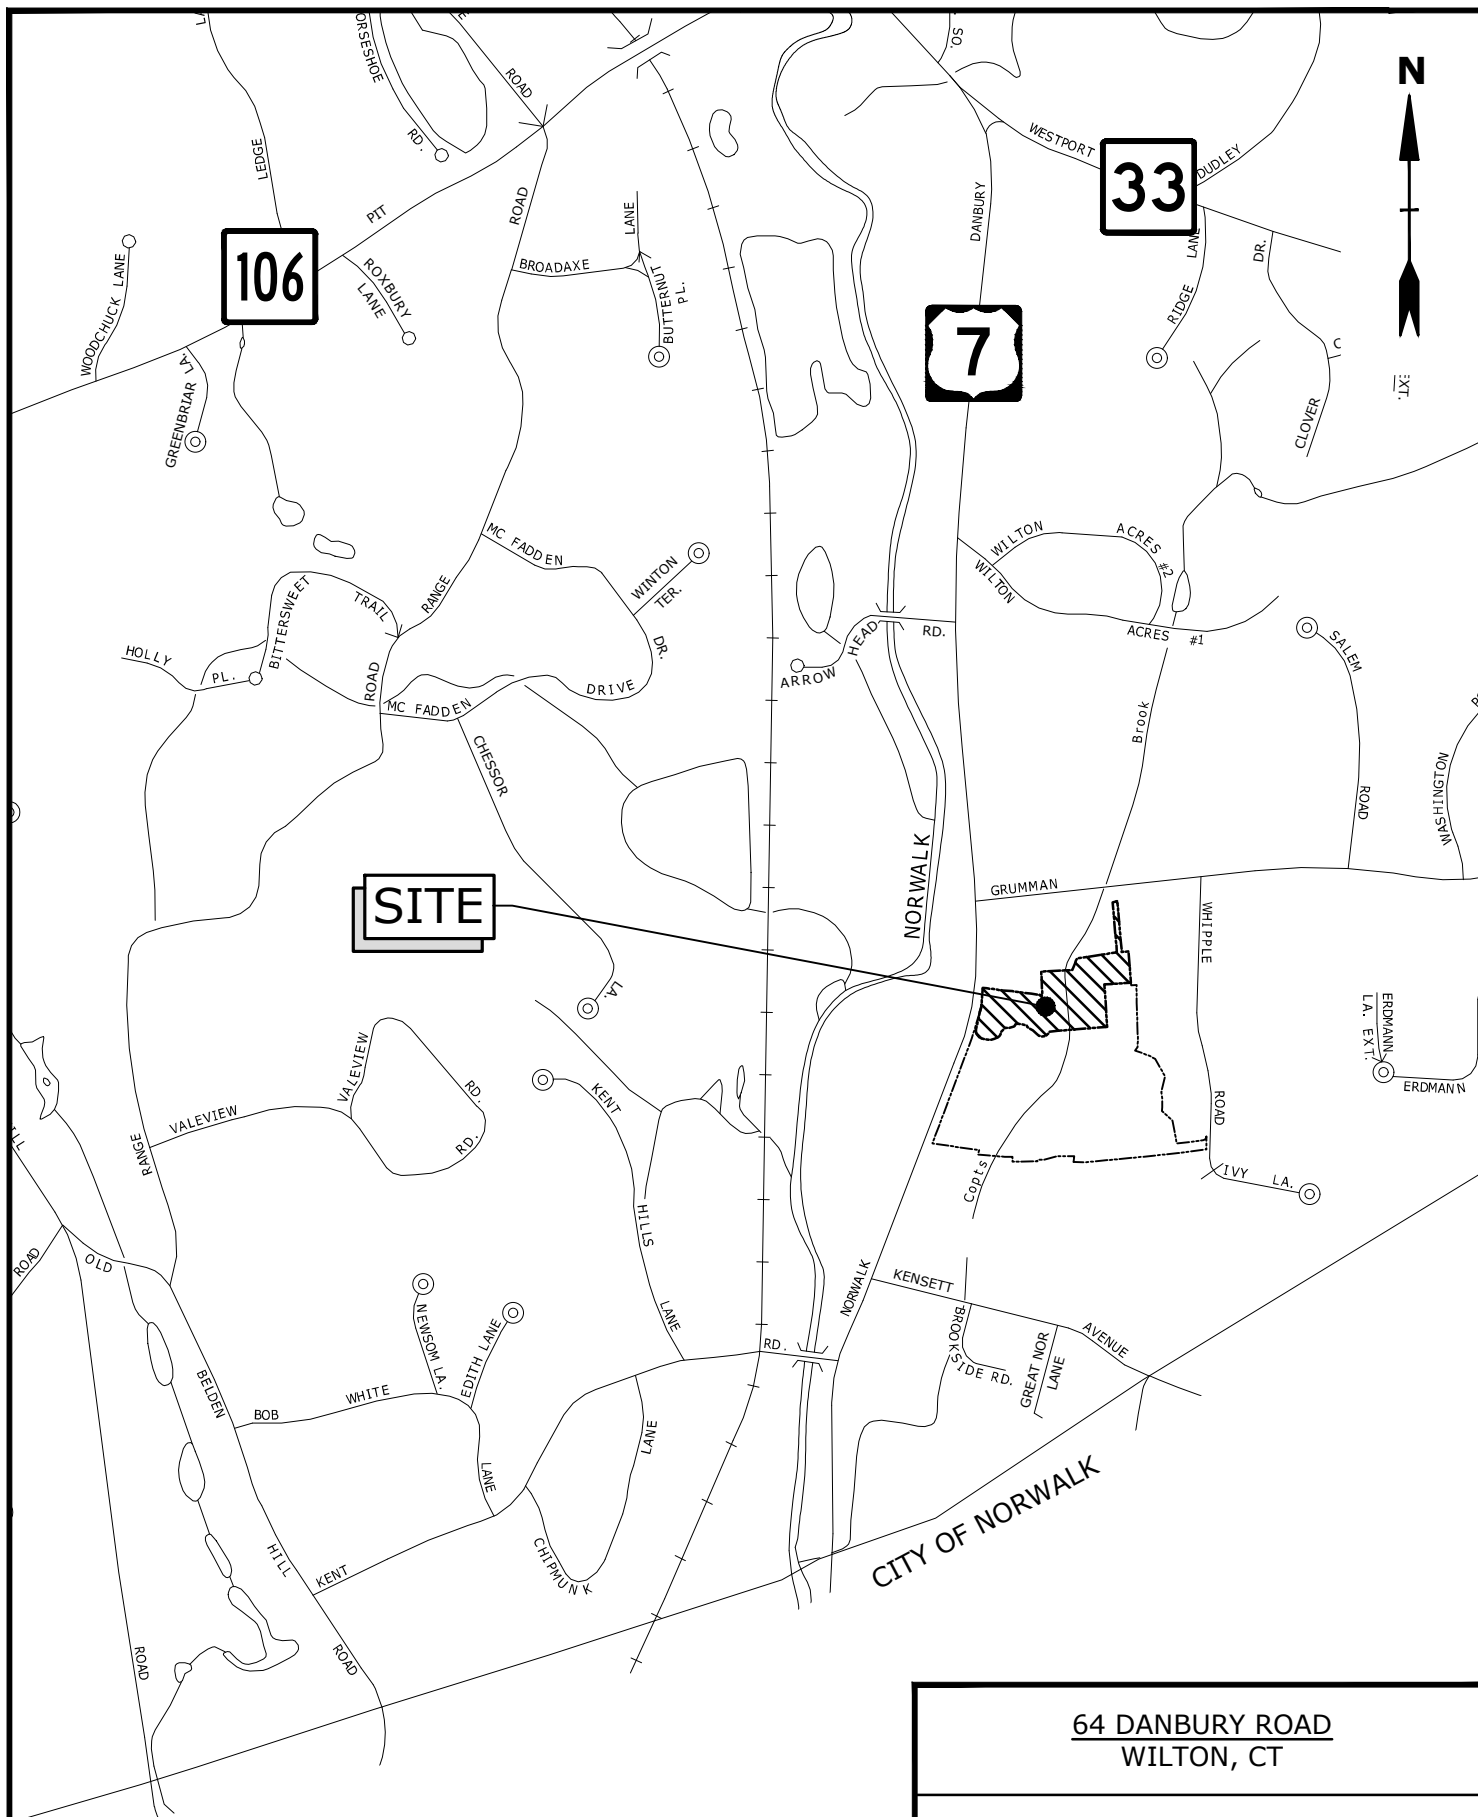 ORSESHOE
RD.
ROAD
SO.
N
LEDGE
PIT
ROAD
LANE
DANBURY
WESTPORT
33
DUDLEY
106
WOODCHUCK LANE
ROXBURY
LANE
BROADAXE
BUTTERNUT
PL.
7
RIDGE
LANE
DR.
CLOVER
GREENBRIAR LA.
MC FADDEN
RANGE
WINTON
TER.
DR.
DRIVE
WILTON
ACRES #2
WILTON
ACRES #1
BITTERSWEET
TRAIL
HOLLY
PL.
ROAD
MC FADDEN
ARROW
HEAD
RD.
SALEM
ROAD
CHESSOR
LA.
Brook
WASHINGTON
NORWALK
GRUMMAN
SITE
WHIPPLE
ROAD
ERDMANN
LA. EXT.
ERDMANN
VALEVIEW
RD.
VALEVIEW
RD.
RANGE
KENT
HILLS
LANE
Copts
IVY LA.
ROAD
OLD
NEWSOM LA.
EDITH LANE
NORWALK
KENSETT
AVENUE
BROOKSIDE RD.
GREAT NOR
LANE
RD.
BELDEN
BOB
WHITE
LANE
LANE
CHIPMUNK
HILL
KENT
ROAD
ROAD
CITY OF NORWALK
64 DANBURY ROAD
WILTON, CT